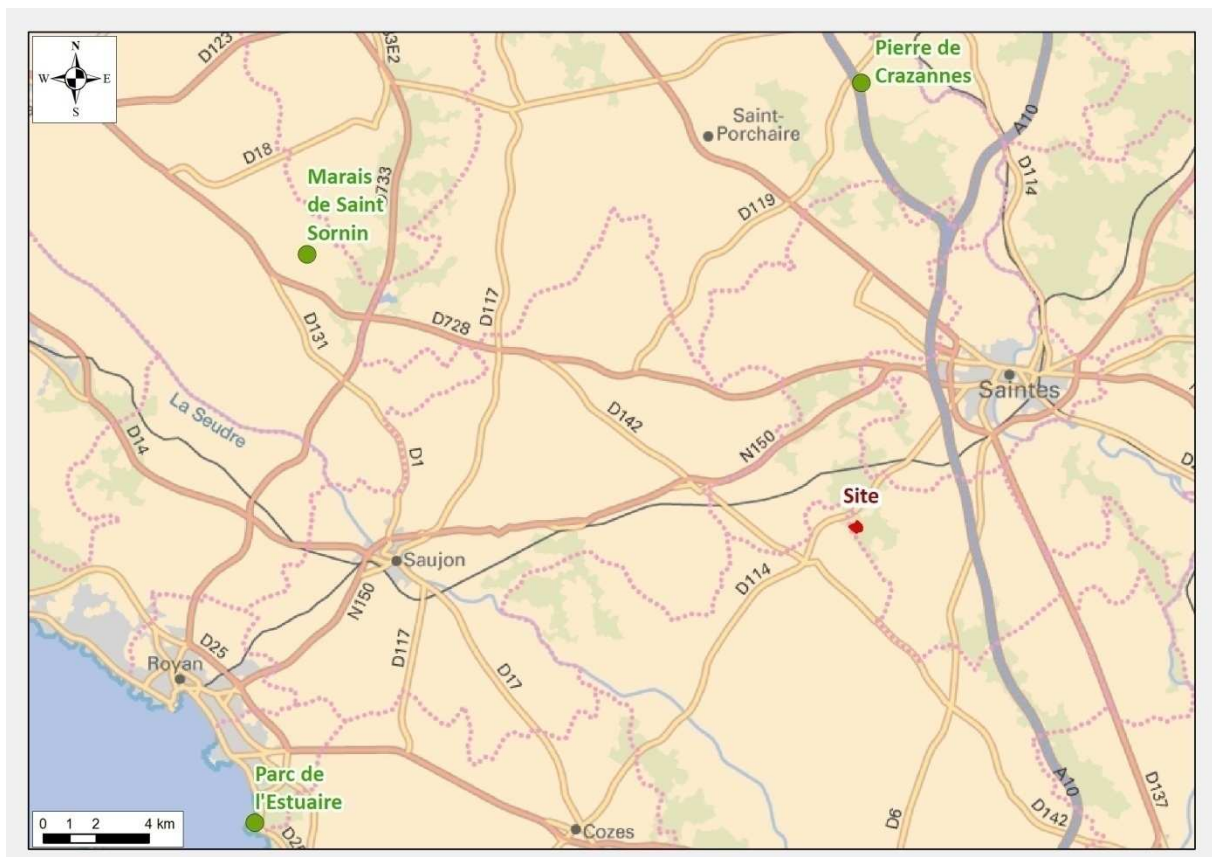 N
W E
S
D123
63E2
Pierre de
Crazannes
Saint-
Porchaire
A10
D114
D18
Marais
de Saint
Sornin
D733
D119
D117
D131
D728
La Seudre
Saintes
D14
D142
N150
D1
Site
Saujon
D114
N150
D25
D117
D17
Royan
Parc de
l'Estuaire
A10
D137
D6
D142
0 1 2 4 km
Cozes